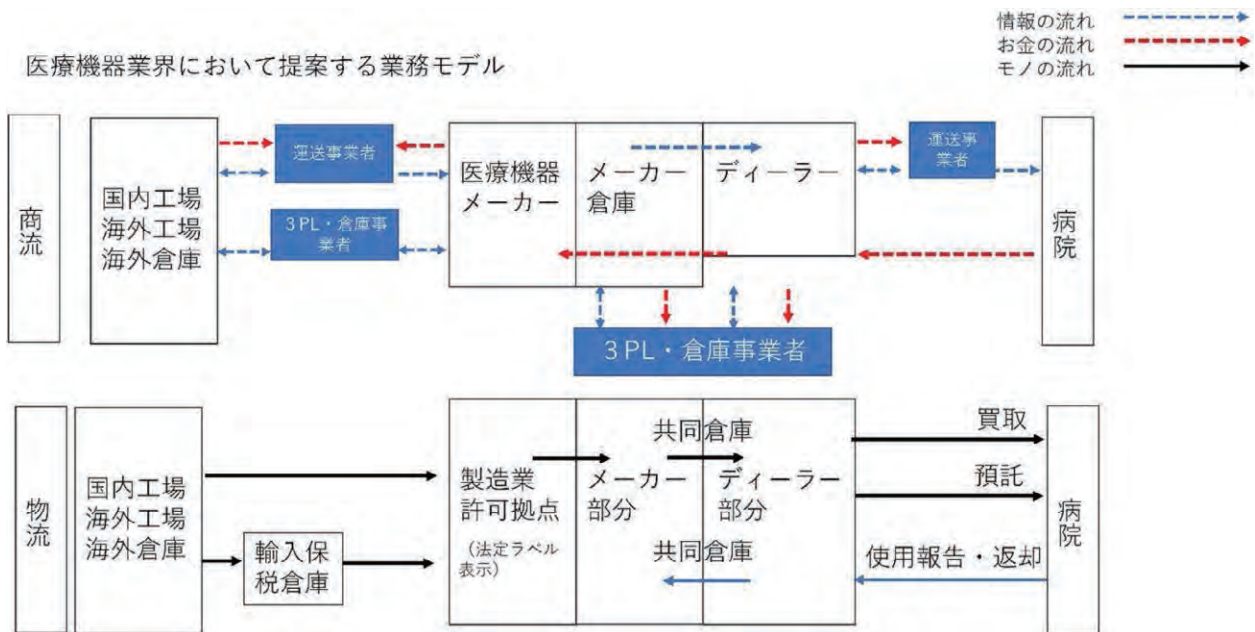 情報の流れ
お金の流れ
モノの流れ
医療機器業界において提案する業務モデル
商流
国内工場
海外工場
海外倉庫
運送事業者
3PL・倉庫事
業者
医療機器
メーカー
メーカー
倉庫
ディーラー
運送事
業者
病院
3PL・倉庫事業者
物流
国内工場
海外工場
海外倉庫
輸入保
税倉庫
製造業
許可拠点
(法定ラベル
表示)
共同倉庫
メーカー
部分
ディーラー
部分
共同倉庫
買取
預託
使用報告・返却
病院